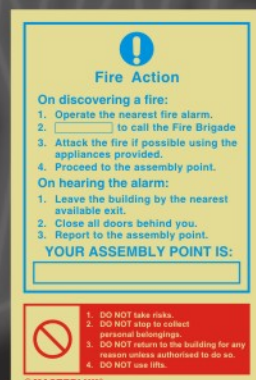 Fire Action
On discovering a fire:
1. Operate the nearest fire alarm.
2. to call the Fire Brigade
3. Attack the fire if possible using the
appliances provided.
4. Proceed to the assembly point.
On hearing the alarm:
1. Leave the building by the nearest
available exit.
2. Close all doors behind you.
3. Report to the assembly point.
YOUR ASSEMBLY POINT IS:
1. DO NOT take risks.
2. DO NOT stop to collect
personal belongings.
3. DO NOT return to the building for any
reason unless authorised to do so.
4. DO NOT use lifts.